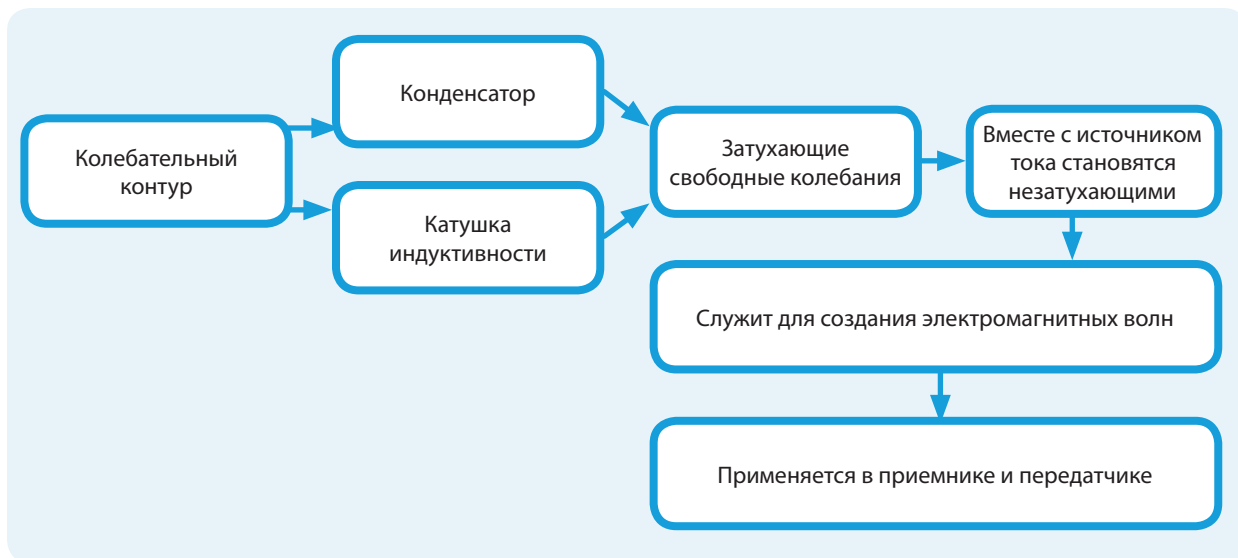 Колебательный
контур
Конденсатор
Катушка
индуктивности
Затухающие
свободные колебания
Вместе с источником
тока становятся
незатухающими
Служит для создания электромагнитных волн
Применяется в приемнике и передатчике